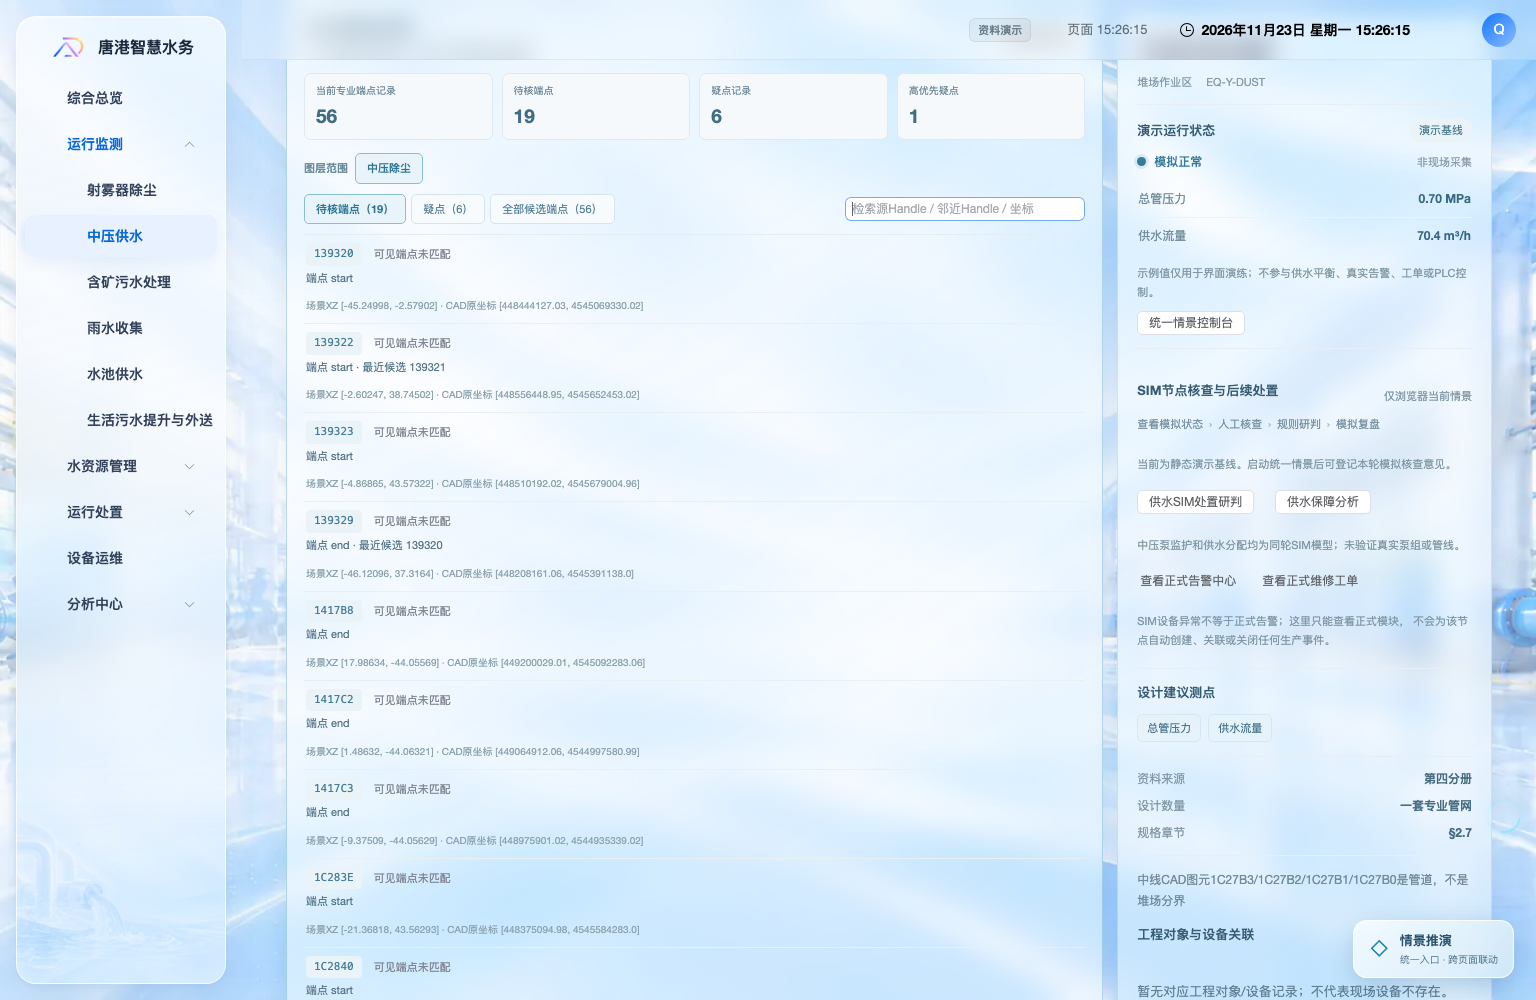 唐港智慧水务
综合总览
运行监测
射雾器除尘
中压供水
含矿污水处理
雨水收集
水池供水
生活污水提升与外送
水资源管理
运行处置
设备运维
分析中心
资料演示
页面 15:26:15
2026年11月23日 星期一 15:26:15
Q
当前专业端点记录
56
待核端点
19
疑点记录
6
高优先疑点
1
图层范围
中压除尘
待核端点（19）
疑点（6）
全部候选端点（56）
检索源Handle / 邻近Handle / 坐标
139320 可见端点未匹配
端点 start
场景XZ [-45.24998, -2.57902] · CAD原坐标 [448444127.03, 4545069330.02]
139322 可见端点未匹配
端点 start · 最近候选 139321
场景XZ [-2.60247, 38.74502] · CAD原坐标 [448556448.95, 4545652453.02]
139323 可见端点未匹配
端点 start
场景XZ [-4.86865, 43.57322] · CAD原坐标 [448510192.02, 4545679004.96]
139329 可见端点未匹配
端点 end · 最近候选 139320
场景XZ [-46.12096, 37.3164] · CAD原坐标 [448208161.06, 4545391138.0]
1417B8 可见端点未匹配
端点 end
场景XZ [17.98634, -44.05569] · CAD原坐标 [449200029.01, 4545092283.06]
1417C2 可见端点未匹配
端点 end
场景XZ [1.48632, -44.06321] · CAD原坐标 [449064912.06, 4544997580.99]
1417C3 可见端点未匹配
端点 end
场景XZ [-9.37509, -44.05629] · CAD原坐标 [448975901.02, 4544935339.02]
1C283E 可见端点未匹配
端点 start
场景XZ [-21.36818, 43.56293] · CAD原坐标 [448375094.98, 4545584283.0]
1C2840 可见端点未匹配
端点 start
堆场作业区 EQ-Y-DUST
演示运行状态
演示基线
模拟正常
非现场采集
总管压力
0.70 MPa
供水流量
70.4 m³/h
示例值仅用于界面演练；不参与供水平衡、真实告警、工单或PLC控
制。
统一情景控制台
SIM节点核查与后续处置
仅浏览器当前情景
查看模拟状态 › 人工核查 › 规则研判 › 模拟复盘
当前为静态演示基线。启动统一情景后可登记本轮模拟核查意见。
供水SIM处置研判
供水保障分析
中压泵监护和供水分配均为同轮SIM模型；未验证真实泵组或管线。
查看正式告警中心
查看正式维修工单
SIM设备异常不等于正式告警；这里只能查看正式模块， 不会为该节
点自动创建、关联或关闭任何生产事件。
设计建议测点
总管压力
供水流量
资料来源
第四分册
设计数量
一套专业管网
规格章节
§2.7
中线CAD图元1C27B3/1C27B2/1C27B1/1C27B0是管道，不是
堆场分界
工程对象与设备关联
暂无对应工程对象/设备记录；不代表现场设备不存在。
情景推演
统一入口 · 跨页面联动